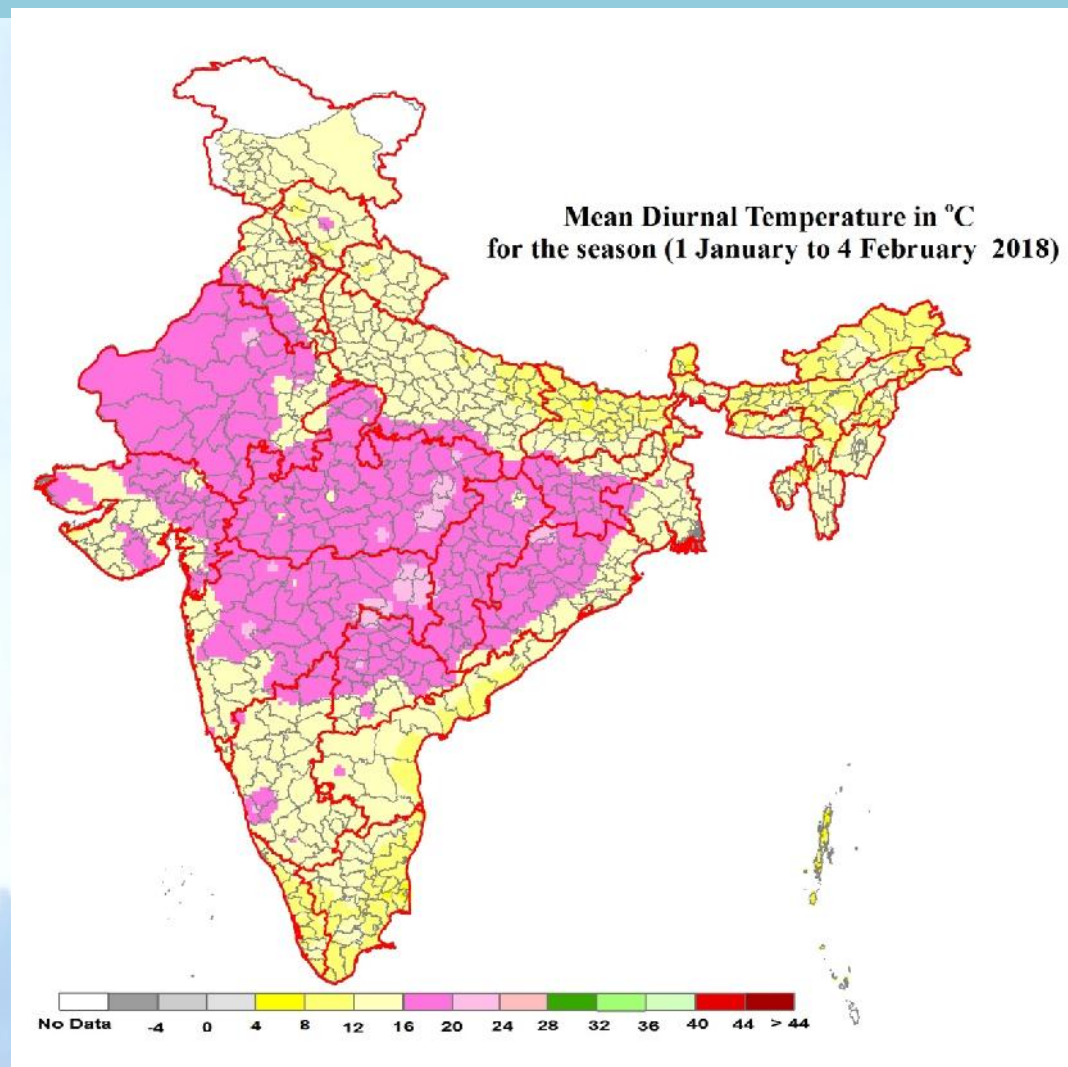 Mean Diurnal Temperature in °C
for the season (1 January to 4 February 2018)
No Data -4 0 4 8 12 16 20 24 28 32 36 40 44 > 44